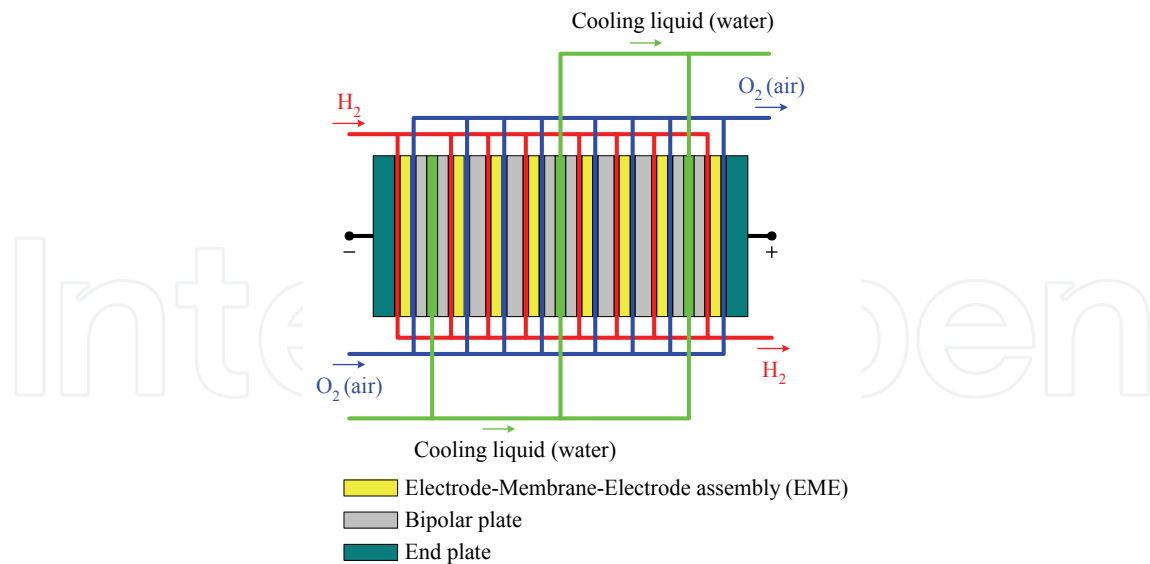 Cooling liquid (water)
O2 (air)
H2
− +
H2
O2 (air)
Cooling liquid (water)
Electrode-Membrane-Electrode assembly (EME)
Bipolar plate
End plate